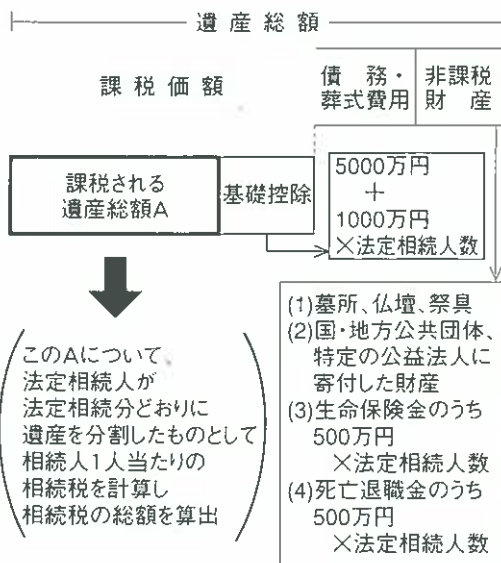 遺産総額
課税価額
債務・
葬式費用
非課税
財産
課税される
遺産総額A
基礎控除
5000万円
+
1000万円
×法定相続人数
このAについて、
法定相続人が
法定相続分どおりに
遺産を分割したものとして
相続人1人当たりの
相続税を計算し
相続税の総額を算出
(1)墓所、仏壇、祭具
(2)国・地方公共団体、
特定の公益法人に
寄付した財産
(3)生命保険金のうち
500万円
×法定相続人数
(4)死亡退職金のうち
500万円
×法定相続人数